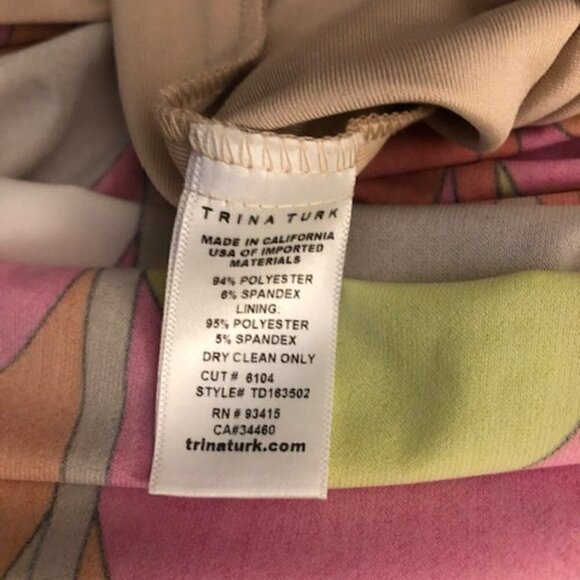 TRINA TURK
MADE IN CALIFORNIA
USA OF IMPORTED
MATERIALS
94% POLYESTER
6% SPANDEX
LINING:
95% POLYESTER
5% SPANDEX
DRY CLEAN ONLY
CUT# 6104
STYLE# TD163502
RN# 93415
CA#34460
trinaturk.com